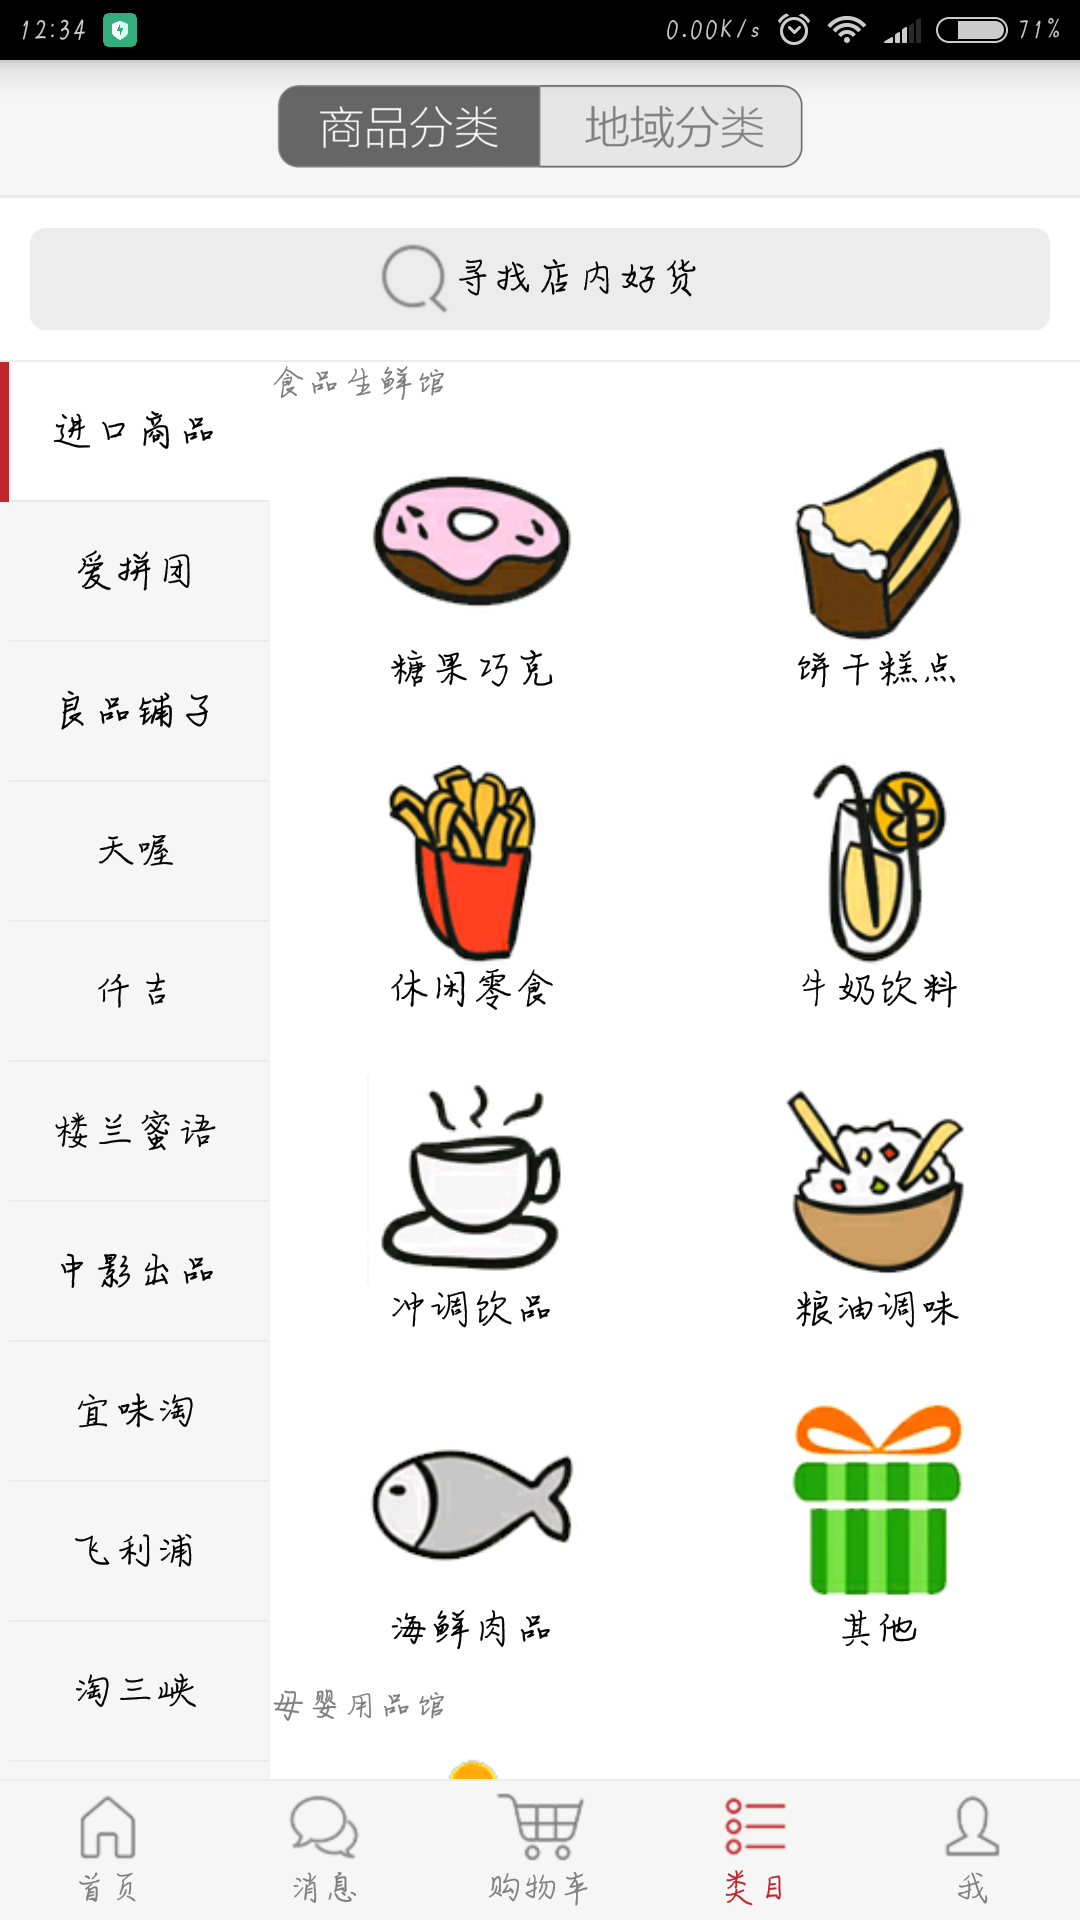 12:34
0.00K/s
71%
商品分类 地域分类
寻找店内好货
进口商品
爱拼团
良品铺子
天喔
仟吉
楼兰蜜语
中影出品
宜味淘
飞利浦
淘三峡
食品生鲜馆
糖果巧克 饼干糕点
休闲零食 牛奶饮料
冲调饮品 粮油调味
海鲜肉品 其他
母婴用品馆
首页 消息 购物车 类目 我